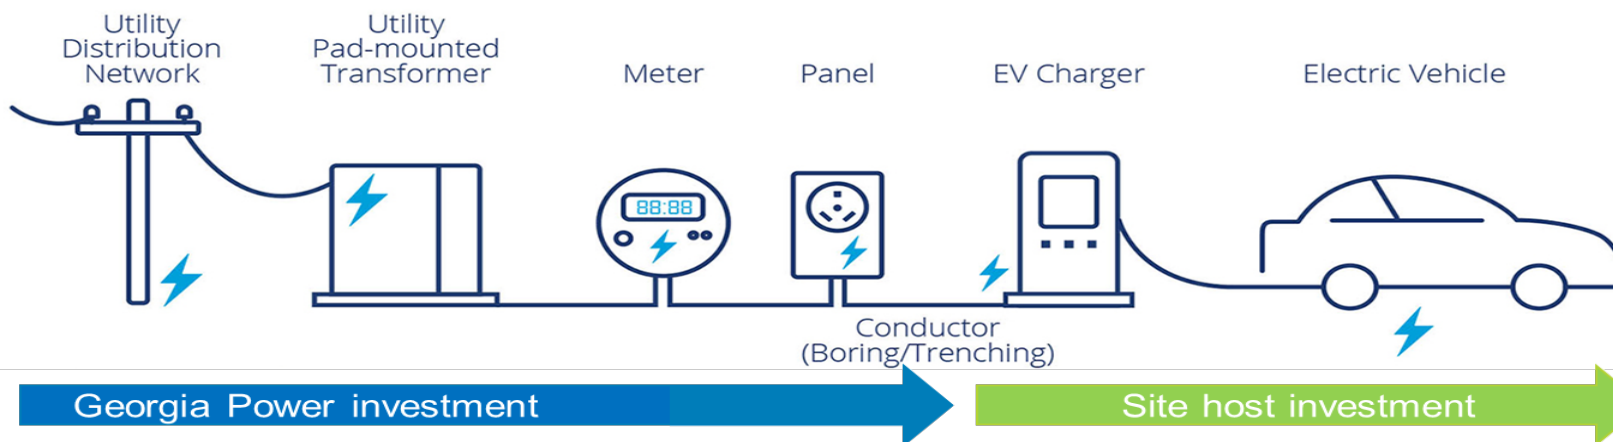 Utility
Distribution
Network
Utility
Pad-mounted
Transformer
Meter
Panel
EV Charger
Electric Vehicle
88:88
Conductor
(Boring/Trenching)
Georgia Power investment
Site host investment